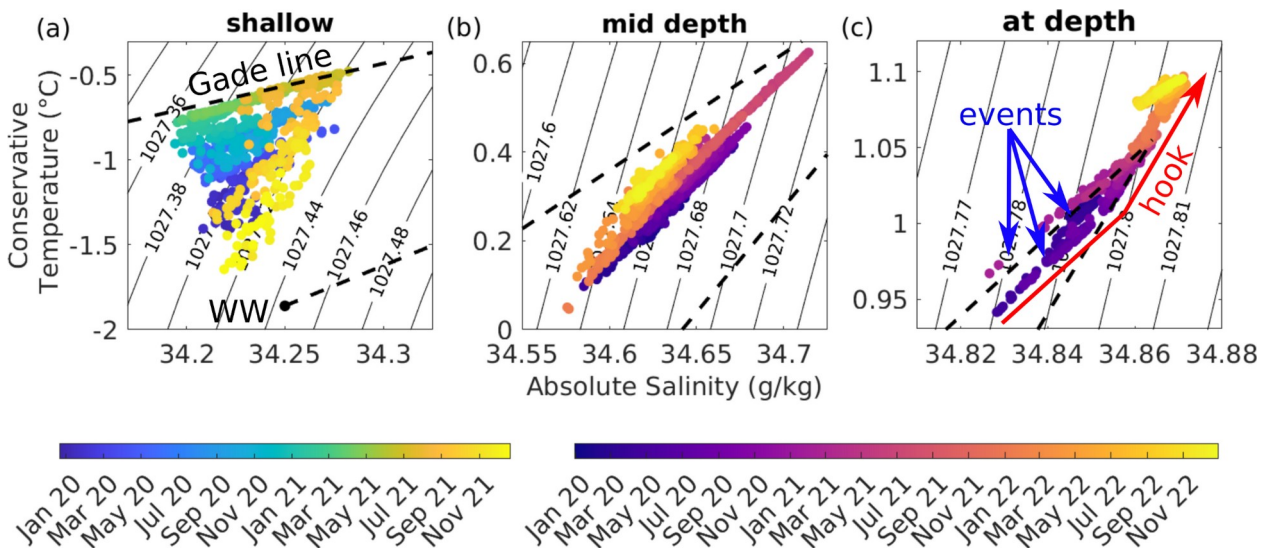 (a) shallow
(b) mid depth
(c) at depth
Conservative
Temperature (°C)
-0.5
-1
-1.5
-2
Gade line
1027.36
1027.38
1027.44
1027.46
1027.48
WW
34.2
34.25
34.3
0.6
0.4
0.2
0
1027.6
1027.62
1027.68
1027.7
1027.72
34.55
34.6
34.65
34.7
1.1
1.05
1
0.95
events
hook
1027.77
1027.81
34.82
34.84
34.86
34.88
Absolute Salinity (g/kg)
Jan 20
Mar 20
May 20
Jul 20
Sep 20
Nov 20
Jan 21
Mar 21
May 21
Jul 21
Sep 21
Nov 21
Jan 20
Mar 20
May 20
Jul 20
Sep 20
Nov 20
Jan 21
Mar 21
May 21
Jul 21
Sep 21
Nov 21
Jan 22
Mar 22
May 22
Jul 22
Sep 22
Nov 22